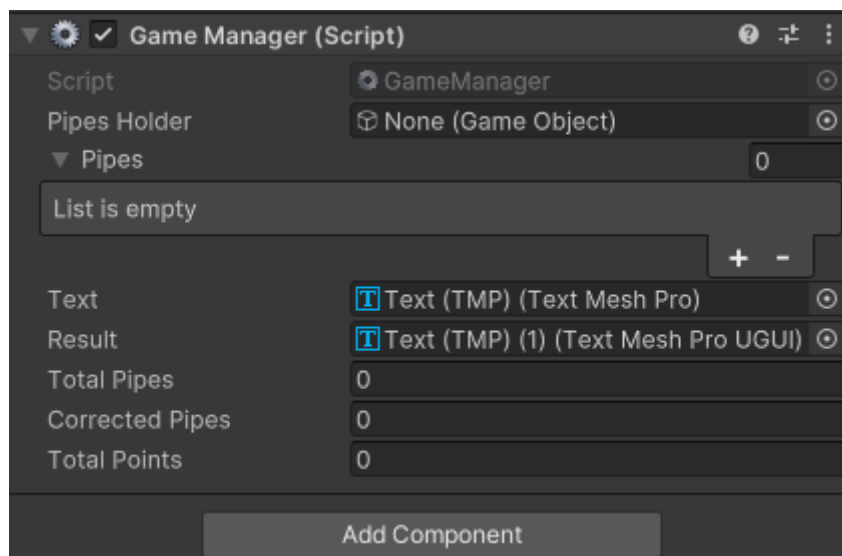 Game Manager (Script)
Script GameManager
Pipes Holder None (Game Object)
Pipes 0
List is empty
+ -
Text Text (TMP) (Text Mesh Pro)
Result Text (TMP) (1) (Text Mesh Pro UGUI)
Total Pipes 0
Corrected Pipes 0
Total Points 0
Add Component